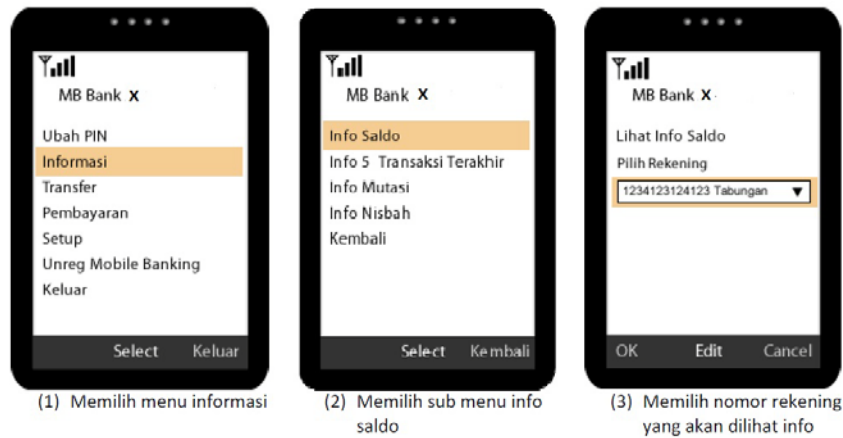 MB Bank X
Ubah PIN
Informasi
Transfer
Pembayaran
Setup
Unreg Mobile Banking
Keluar
Select Keluar
(1) Memilih menu informasi
MB Bank X
Info Saldo
Info 5 Transaksi Terakhir
Info Mutasi
Info Nisbah
Kembali
Select Kembali
(2) Memilih sub menu info
saldo
MB Bank X
Lihat Info Saldo
Pilih Rekening
1234123124123 Tabungan
OK Edit Cancel
(3) Memilih nomor rekening
yang akan dilihat info